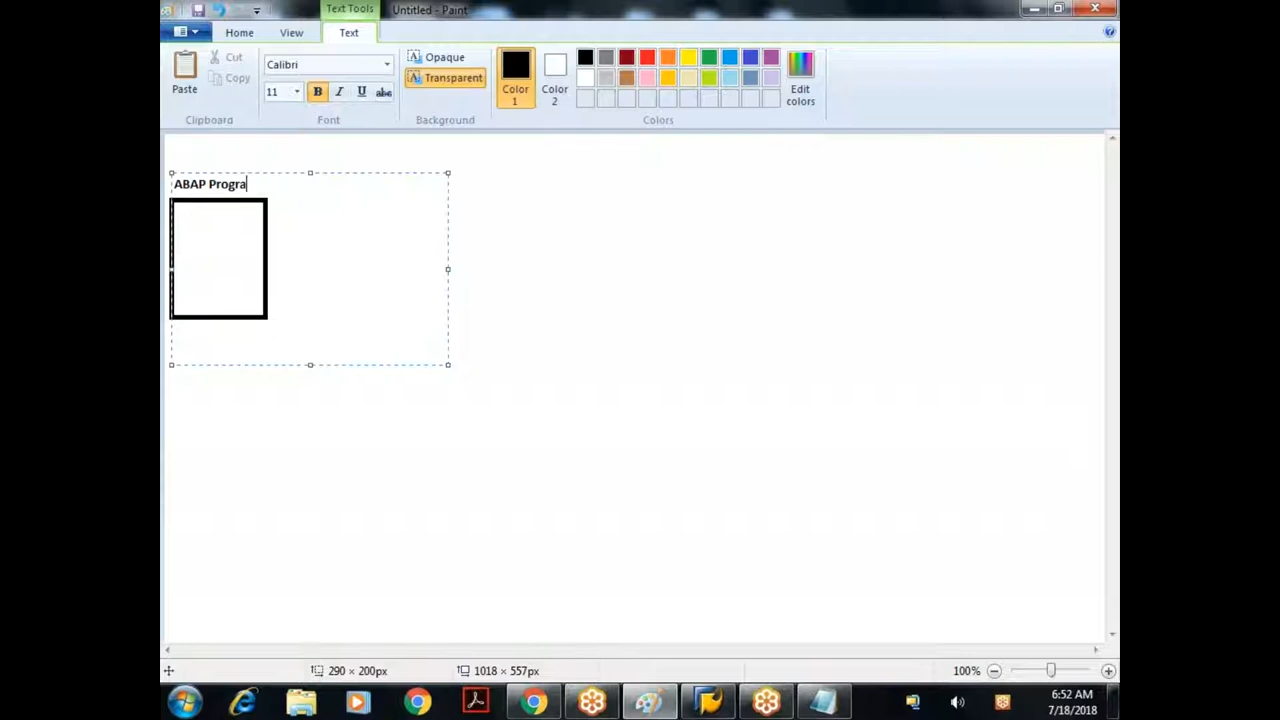 Text Tools
Untitled - Paint
Home
View
Text
Paste
Cut
Copy
Clipboard
Calibri
11
B
I
U
abc
Font
Opaque
Transparent
Background
Color
1
Color
2
Edit
colors
Colors
ABAP Progra
290 × 200px
1018 × 557px
100%
6:52 AM
7/18/2018